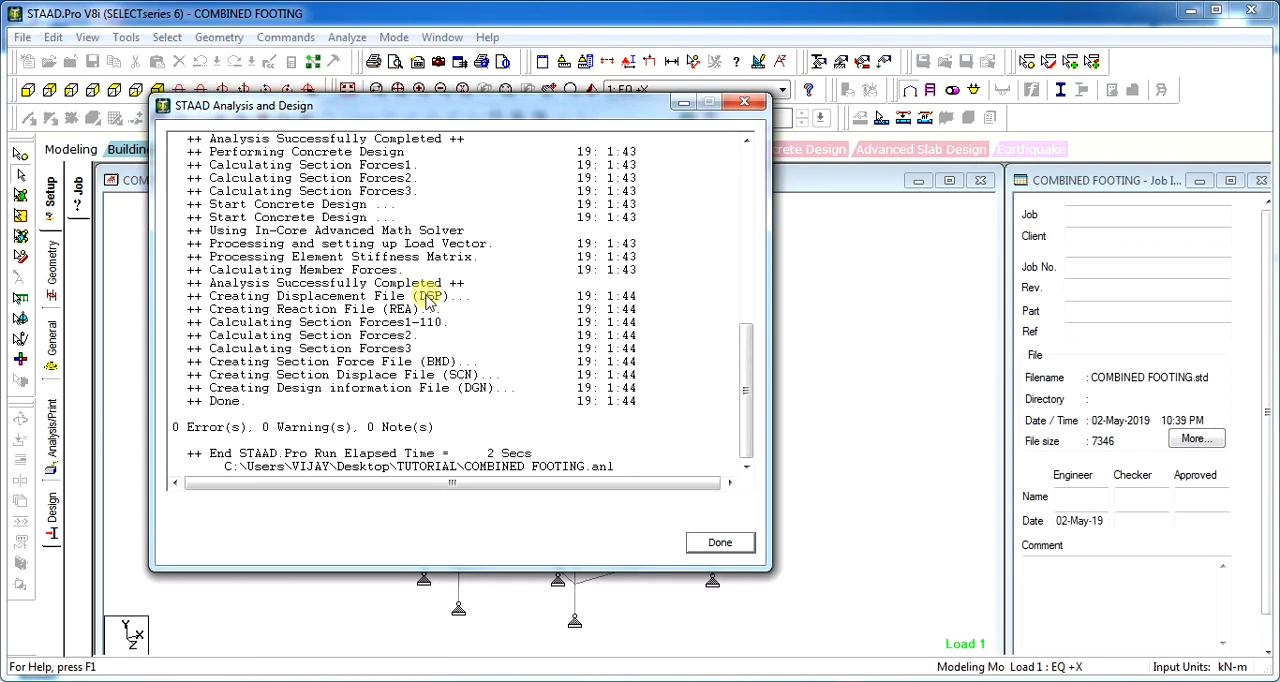 STAAD.Pro V8i (SELECTseries 6) - COMBINED FOOTING
File Edit View Tools Select Geometry Commands Analyze Mode Window Help
1: EQ +X
STAAD Analysis and Design
Modeling
Building
crete Design
Advanced Slab Design
Earthquake
++ Analysis Successfully Completed ++
++ Performing Concrete Design 19: 1:43
++ Calculating Section Forces1. 19: 1:43
++ Calculating Section Forces2. 19: 1:43
++ Calculating Section Forces3. 19: 1:43
++ Start Concrete Design ... 19: 1:43
++ Start Concrete Design ... 19: 1:43
++ Using In-Core Advanced Math Solver
++ Processing and setting up Load Vector. 19: 1:43
++ Processing Element Stiffness Matrix. 19: 1:43
++ Calculating Member Forces. 19: 1:43
++ Analysis Successfully Completed ++
++ Creating Displacement File (DSP)... 19: 1:44
++ Creating Reaction File (REA)... 19: 1:44
++ Calculating Section Forces1-110. 19: 1:44
++ Calculating Section Forces2. 19: 1:44
++ Calculating Section Forces3 19: 1:44
++ Creating Section Force File (BMD)... 19: 1:44
++ Creating Section Displace File (SCN)... 19: 1:44
++ Creating Design information File (DGN)... 19: 1:44
++ Done. 19: 1:44
0 Error(s), 0 Warning(s), 0 Note(s)
++ End STAAD.Pro Run Elapsed Time = 2 Secs
C:\Users\VIJAY\Desktop\TUTORIAL\COMBINED FOOTING.anl
Done
Setup
Job
Geometry
General
Analysis/Print
Design
COM
COMBINED FOOTING - Job I...
Job
Client
Job No.
Rev.
Part
Ref
File
Filename : COMBINED FOOTING.std
Directory :
Date / Time : 02-May-2019 10:39 PM
File size : 7346 More...
Engineer Checker Approved
Name
Date 02-May-19
Comment
Y
X
Z
Load 1
For Help, press F1
Modeling Mo Load 1 : EQ +X Input Units: kN-m